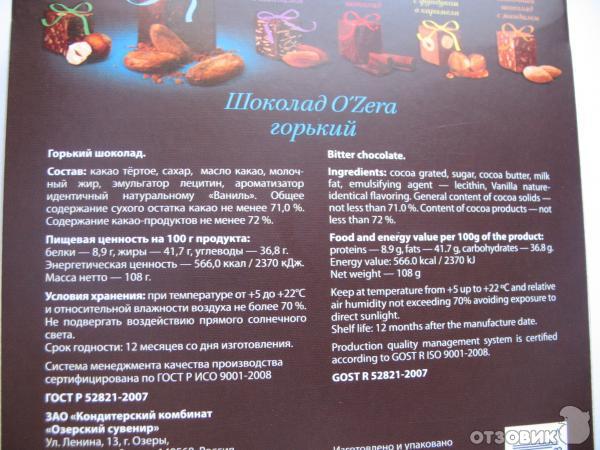 с фундуком
в карамели
шоколад
шоколад
с миндалем
Шоколад O'Zera
горький
Горький шоколад.
Состав: какао тёртое, сахар, масло какао, молоч-
ный жир, эмульгатор лецитин, ароматизатор
идентичный натуральному «Ваниль». Общее
содержание сухого остатка какао не менее 71,0 %.
Содержание какао-продуктов не менее 72 %.
Пищевая ценность на 100 г продукта:
белки — 8,9 г, жиры — 41,7 г, углеводы — 36,8 г.
Энергетическая ценность — 566,0 ккал / 2370 кДж.
Масса нетто — 108 г.
Условия хранения: при температуре от +5 до +22°С
и относительной влажности воздуха не более 70 %.
Не подвергать воздействию прямого солнечного
света.
Срок годности: 12 месяцев со дня изготовления.
Система менеджмента качества производства
сертифицирована по ГОСТ Р ИСО 9001-2008
ГОСТ Р 52821-2007
ЗАО «Кондитерский комбинат
«Озерский сувенир»
Ул. Ленина, 13, г. Озеры,
Bitter chocolate.
Ingredients: cocoa grated, sugar, cocoa butter, milk
fat, emulsifying agent — lecithin, Vanilla nature-
identical flavoring. General content of cocoa solids —
not less than 71.0 %. Content of cocoa products — not
less than 72 %.
Food and energy value per 100g of the product:
proteins — 8.9 g, fats — 41.7 g, carbohydrates — 36.8 g.
Energy value: 566.0 kcal / 2370 kJ
Net weight — 108 g
Keep at temperature from +5 up to +22 °C and relative
air humidity not exceeding 70% avoiding exposure to
direct sunlight.
Shelf life: 12 months after the manufacture date.
Production quality management system is certified
according to GOST R ISO 9001-2008
GOST R 52821-2007
Изготовлено и упаковано
ОТЗОВИК